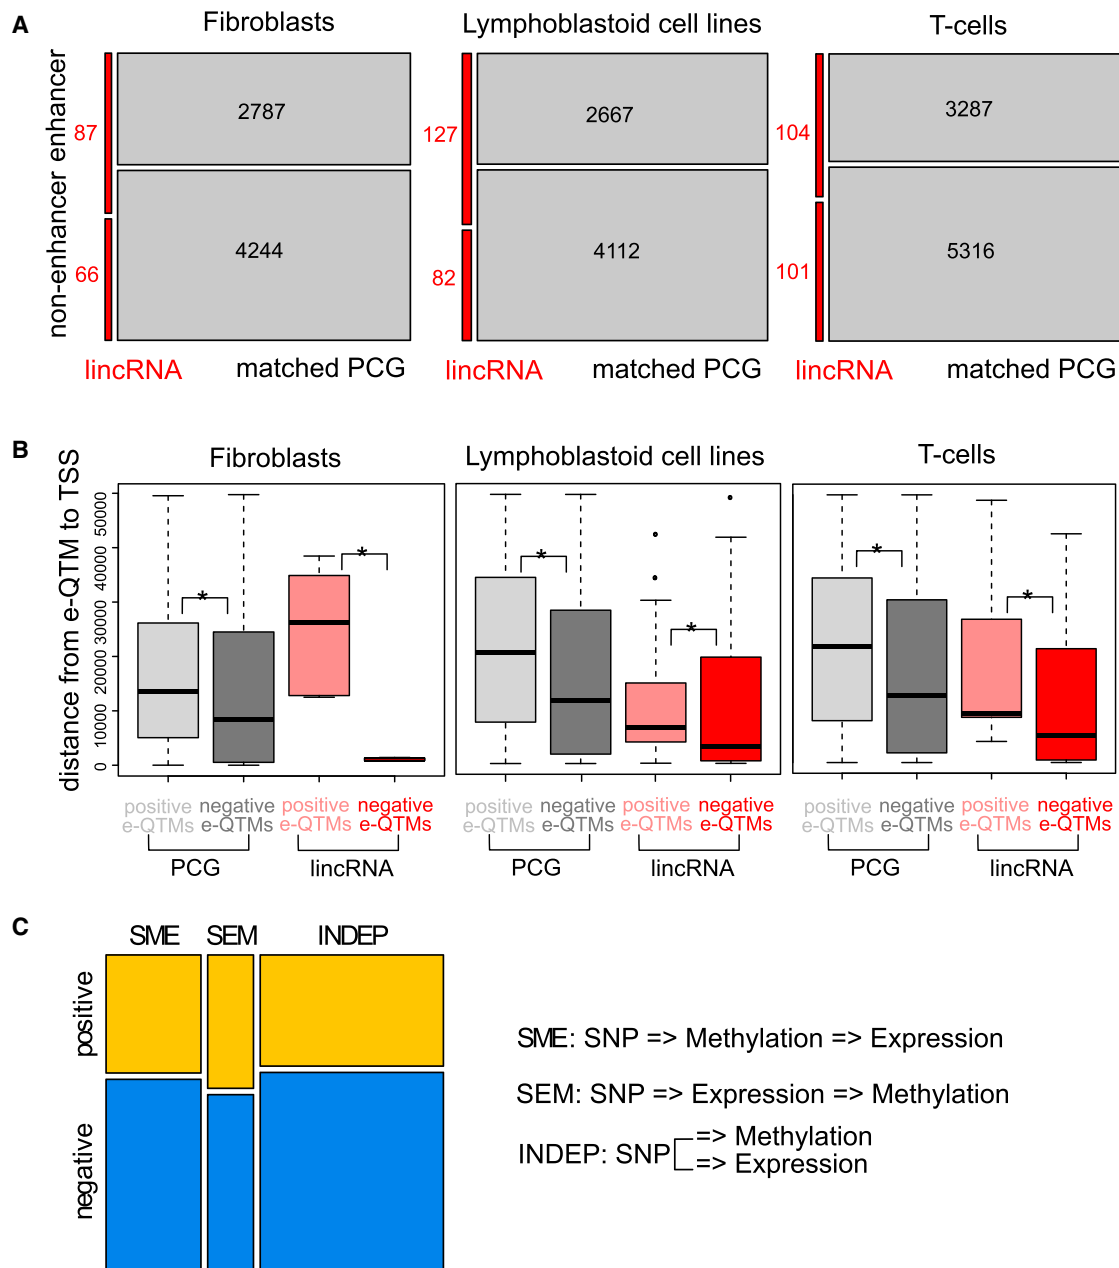 A
Fibroblasts
Lymphoblastoid cell lines
T-cells
non-enhancer enhancer
87
2787
66
4244
127
2667
82
4112
104
3287
101
5316
lincRNA
matched PCG
lincRNA
matched PCG
lincRNA
matched PCG
B
Fibroblasts
Lymphoblastoid cell lines
T-cells
distance from e-QTM to TSS
50000
40000
30000
20000
10000
0
*
*
*
*
*
*
positive
e-QTMs
negative
e-QTMs
positive
e-QTMs
negative
e-QTMs
PCG
lincRNA
positive
e-QTMs
negative
e-QTMs
positive
e-QTMs
negative
e-QTMs
PCG
lincRNA
positive
e-QTMs
negative
e-QTMs
positive
e-QTMs
negative
e-QTMs
PCG
lincRNA
C
SME
SEM
INDEP
positive
negative
SME: SNP => Methylation => Expression
SEM: SNP => Expression => Methylation
INDEP: SNP
=> Methylation
=> Expression